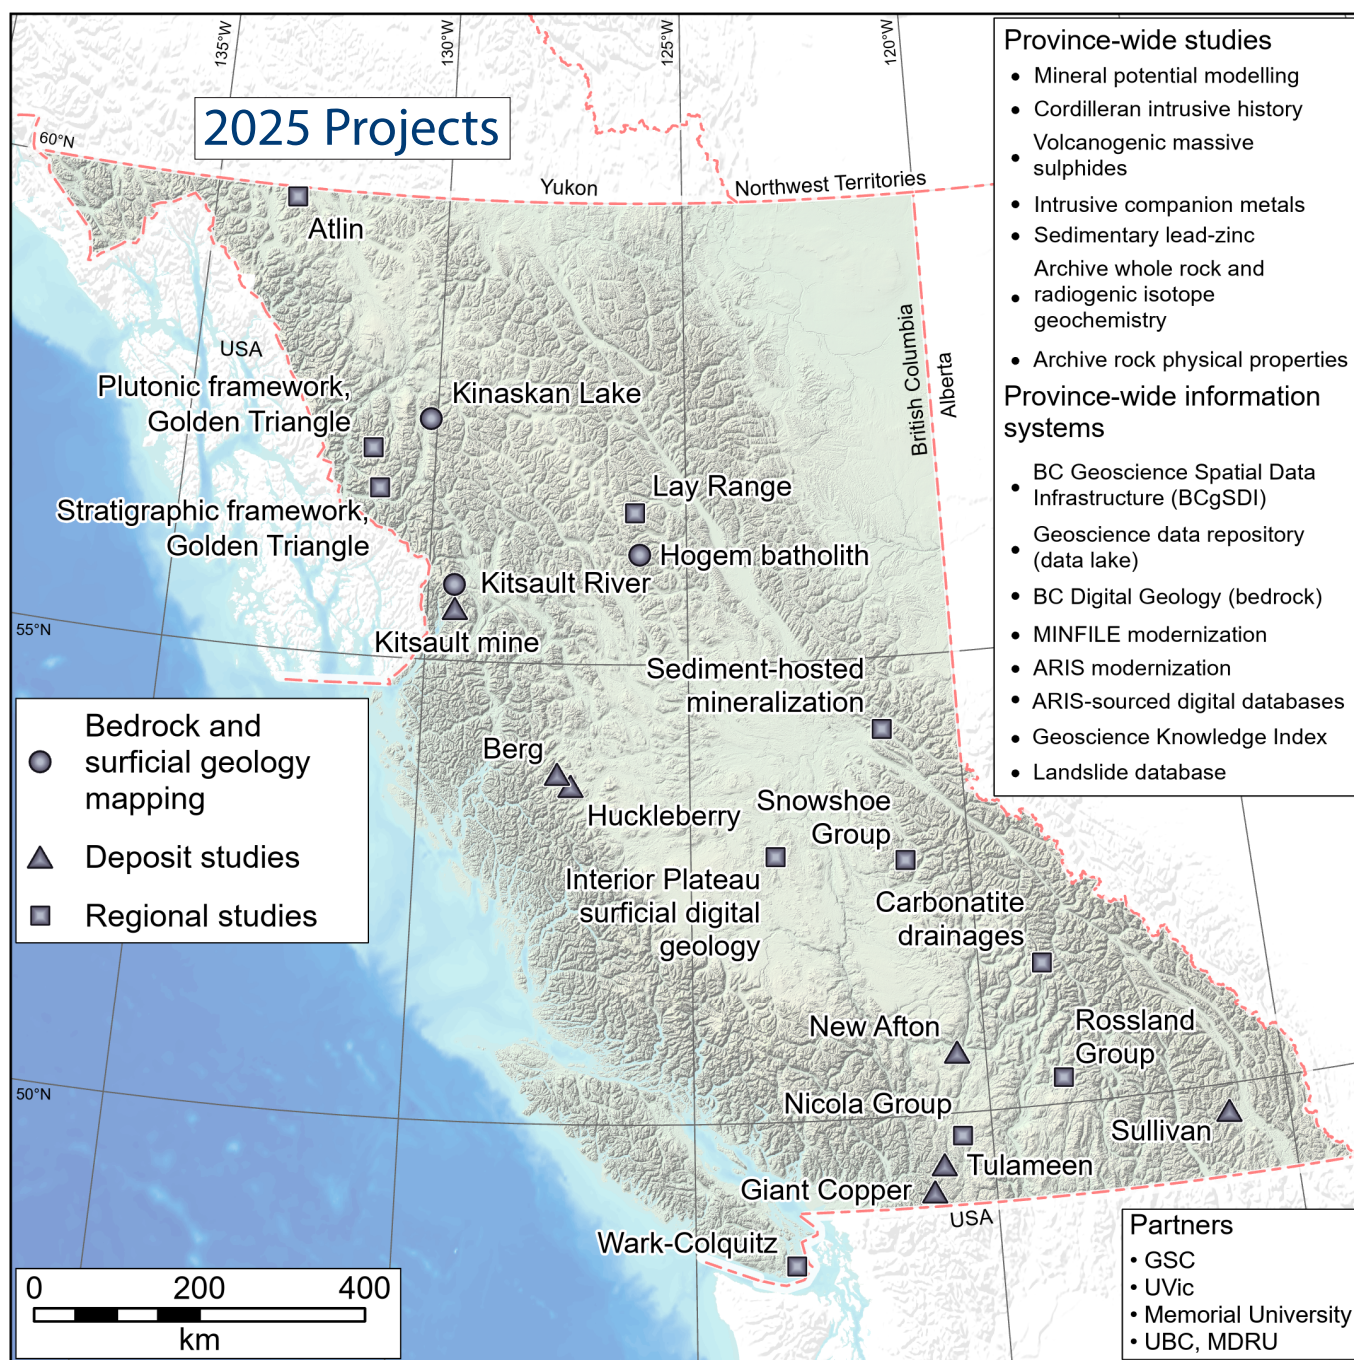 135°W
130°W
125°W
120°W
2025 Projects
60°N
Yukon
Northwest Territories
Atlin
USA
British Columbia
Alberta
Plutonic framework,
Golden Triangle
Kinaskan Lake
Stratigraphic framework,
Golden Triangle
Lay Range
Hogem batholith
Kitsault River
Kitsault mine
55°N
Sediment-hosted
mineralization
Berg
Huckleberry
Snowshoe
Group
Interior Plateau
surficial digital
geology
Carbonatite
drainages
New Afton
Rossland
Group
50°N
Nicola Group
Sullivan
Tulameen
Giant Copper
USA
Wark-Colquitz
Bedrock and
surficial geology
mapping
Deposit studies
Regional studies
0 200 400
km
Province-wide studies
• Mineral potential modelling
• Cordilleran intrusive history
• Volcanogenic massive
sulphides
• Intrusive companion metals
• Sedimentary lead-zinc
• Archive whole rock and
radiogenic isotope
geochemistry
• Archive rock physical properties
Province-wide information
systems
• BC Geoscience Spatial Data
Infrastructure (BCgSDI)
• Geoscience data repository
(data lake)
• BC Digital Geology (bedrock)
• MINFILE modernization
• ARIS modernization
• ARIS-sourced digital databases
• Geoscience Knowledge Index
• Landslide database
Partners
• GSC
• UVic
• Memorial University
• UBC, MDRU